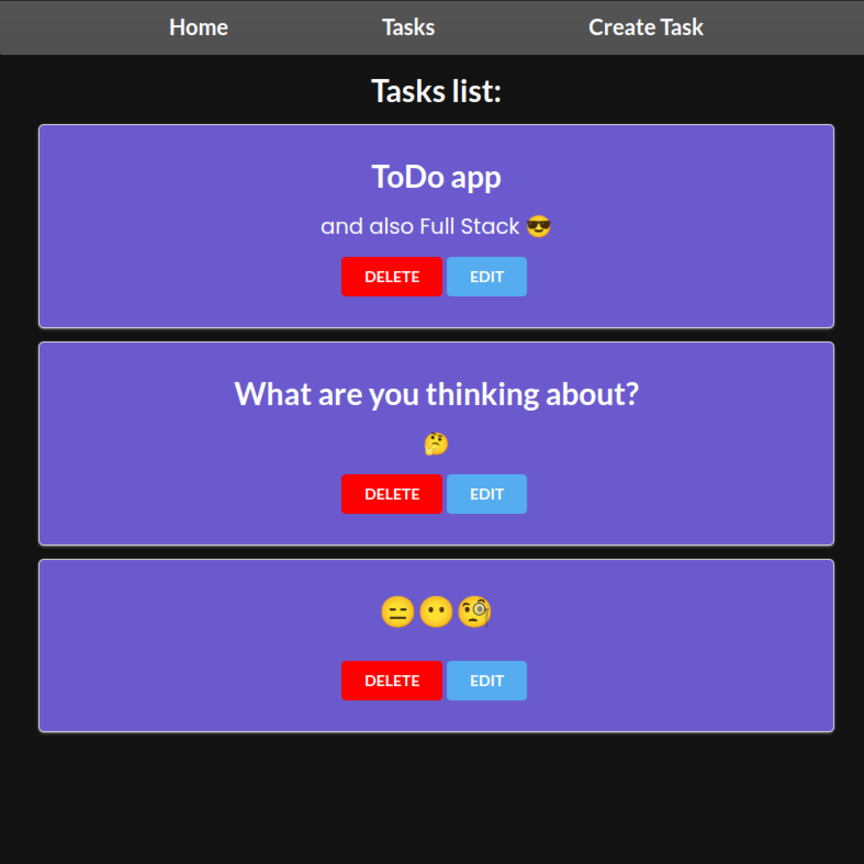 Home Tasks Create Task
Tasks list:
ToDo app
and also Full Stack 😎
DELETE EDIT
What are you thinking about?
🤔
DELETE EDIT
😑😶🧐
DELETE EDIT